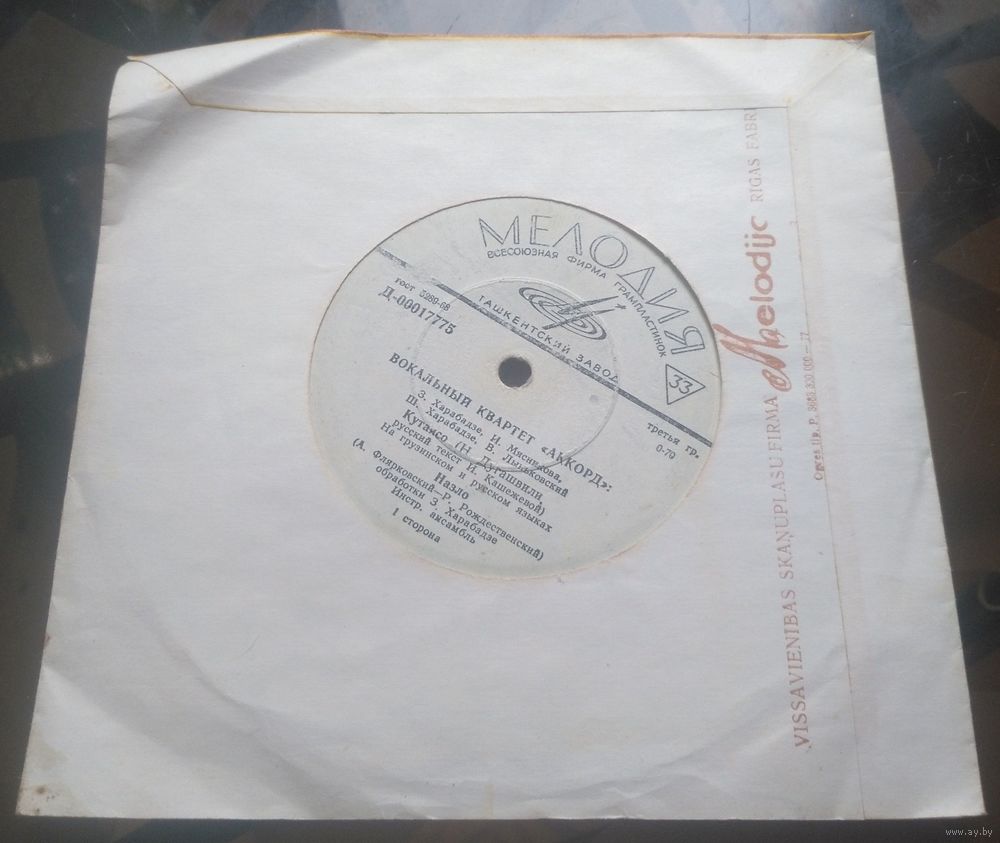 МЕЛОДИЯ
ВСЕСОЮЗНАЯ ФИРМА ГРАМПЛАСТИНОК
ТАШКЕНТСКИЙ ЗАВОД
33
ГОСТ 5289-68
Д-00017775
третья гр.
0-79
ВОКАЛЬНЫЙ КВАРТЕТ «АККОРД»:
З. Харабадзе, И. Мясникова,
Ш. Харабадзе, В. Лыньковский
Кутаисо (Н. Дугашвили,
русский текст И. Кашежевой)
На грузинском и русском языках
Назло
(А. Флярковский—Р. Рождественский)
обработки З. Харабадзе
Инстр. ансамбль
1 сторона
VISSAVIENĪBAS SKAŅUPLAŠU FIRMA Melodija RĪGAS FABR
www.ay.by